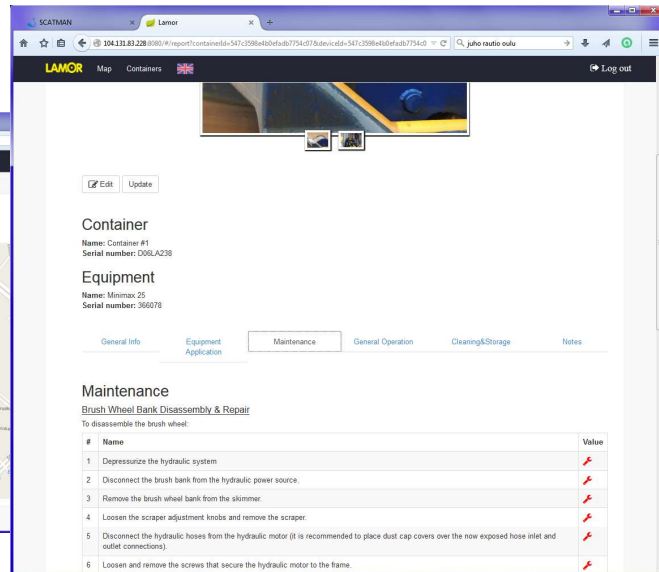 SCATMAN
Lamor
104.131.83.228:8080/#/report?containerId=547c3598e4b0efadb7754c07&deviceId=547c3598e4b0efadb7754c0
juho rautio oulu
LAMOR Map Containers Log out
Edit Update
Container
Name: Container #1
Serial number: D06LA238
Equipment
Name: Minimax 25
Serial number: 366078
General Info Equipment Application Maintenance General Operation Cleaning&Storage Notes
Maintenance
Brush Wheel Bank Disassembly & Repair
To disassemble the brush wheel:
# Name Value
1 Depressurize the hydraulic system
2 Disconnect the brush bank from the hydraulic power source.
3 Remove the brush wheel bank from the skimmer.
4 Loosen the scraper adjustment knobs and remove the scraper.
5 Disconnect the hydraulic hoses from the hydraulic motor (it is recommended to place dust cap covers over the now exposed hose inlet and
outlet connections).
6 Loosen and remove the screws that secure the hydraulic motor to the frame.